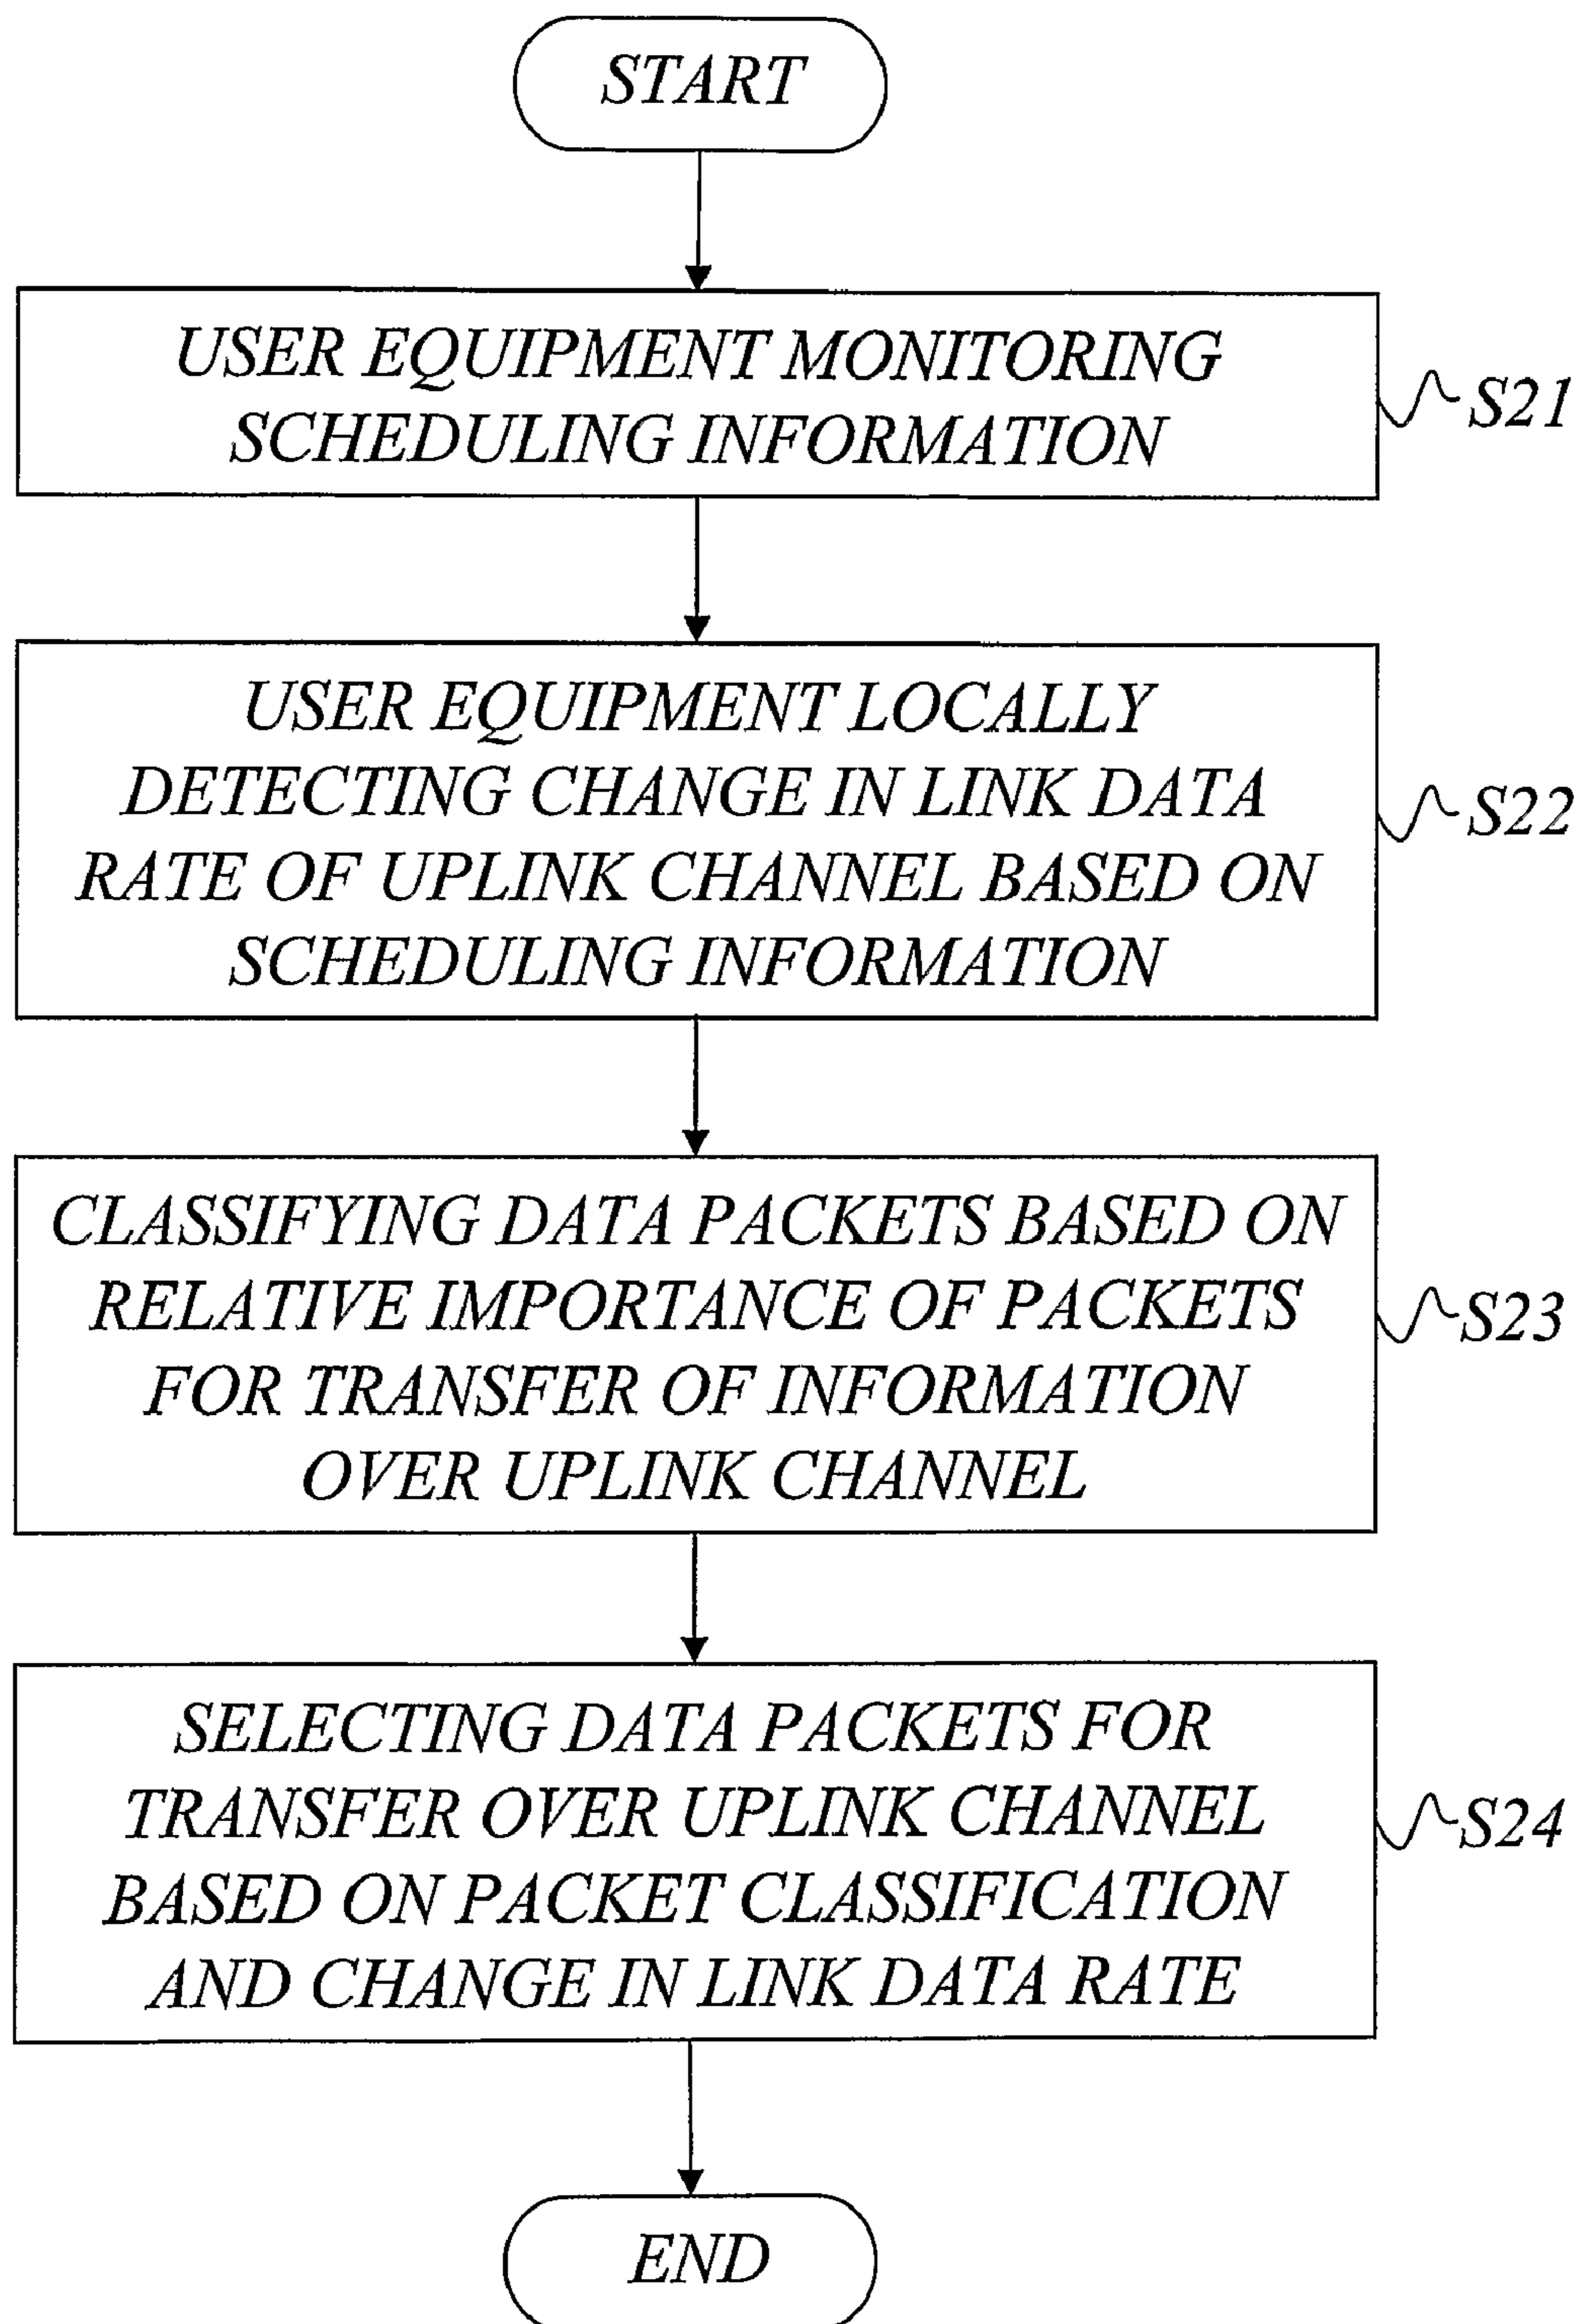 START
USER EQUIPMENT MONITORING
SCHEDULING INFORMATION
S21
USER EQUIPMENT LOCALLY
DETECTING CHANGE IN LINK DATA
RATE OF UPLINK CHANNEL BASED ON
SCHEDULING INFORMATION
S22
CLASSIFYING DATA PACKETS BASED ON
RELATIVE IMPORTANCE OF PACKETS
FOR TRANSFER OF INFORMATION
OVER UPLINK CHANNEL
S23
SELECTING DATA PACKETS FOR
TRANSFER OVER UPLINK CHANNEL
BASED ON PACKET CLASSIFICATION
AND CHANGE IN LINK DATA RATE
S24
END